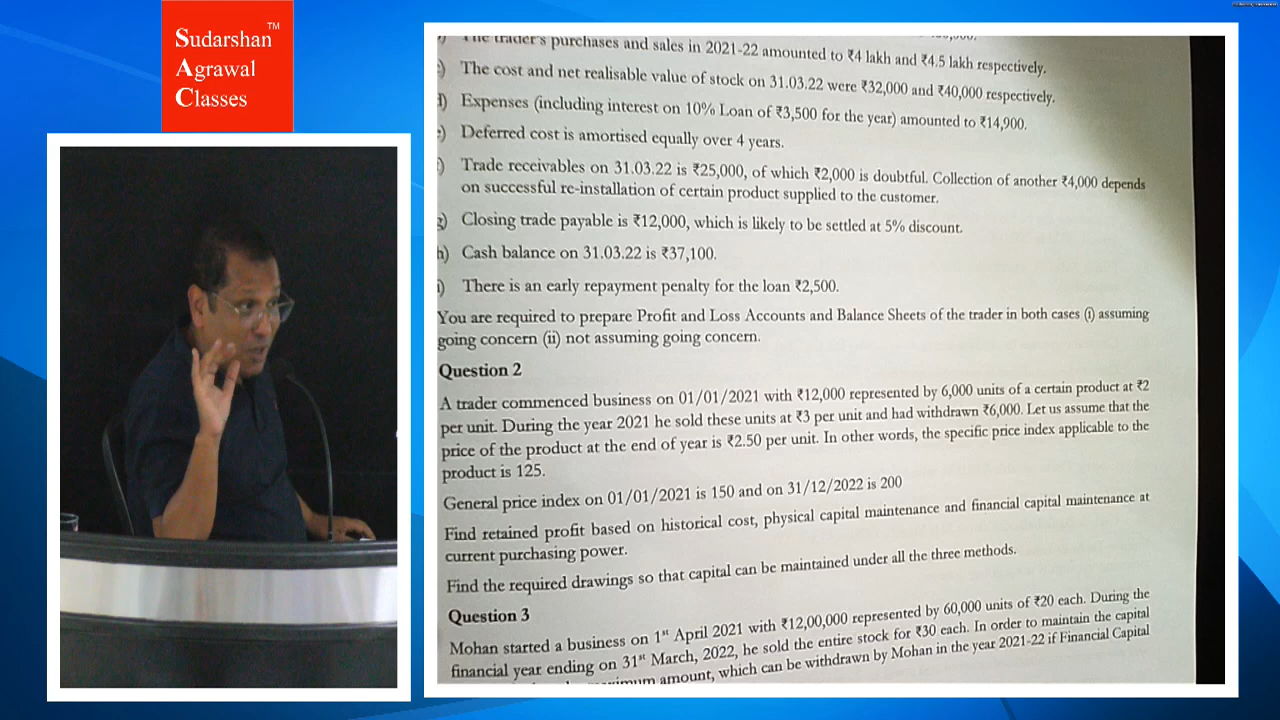 Sudarshan TM
Agrawal
Classes
The trader's purchases and sales in 2021-22 amounted to ₹4 lakh and ₹4.5 lakh respectively.
) The cost and net realisable value of stock on 31.03.22 were ₹32,000 and ₹40,000 respectively.
d) Expenses (including interest on 10% Loan of ₹3,500 for the year) amounted to ₹14,900.
) Deferred cost is amortised equally over 4 years.
) Trade receivables on 31.03.22 is ₹25,000, of which ₹2,000 is doubtful. Collection of another ₹4,000 depends
on successful re-installation of certain product supplied to the customer.
g) Closing trade payable is ₹12,000, which is likely to be settled at 5% discount.
h) Cash balance on 31.03.22 is ₹37,100.
i) There is an early repayment penalty for the loan ₹2,500.
You are required to prepare Profit and Loss Accounts and Balance Sheets of the trader in both cases (i) assuming
going concern (ii) not assuming going concern.
Question 2
A trader commenced business on 01/01/2021 with ₹12,000 represented by 6,000 units of a certain product at ₹2
per unit. During the year 2021 he sold these units at ₹3 per unit and had withdrawn ₹6,000. Let us assume that the
price of the product at the end of year is ₹2.50 per unit. In other words, the specific price index applicable to the
product is 125.
General price index on 01/01/2021 is 150 and on 31/12/2022 is 200
Find retained profit based on historical cost, physical capital maintenance and financial capital maintenance at
current purchasing power.
Find the required drawings so that capital can be maintained under all the three methods.
Question 3
Mohan started a business on 1st April 2021 with ₹12,00,000 represented by 60,000 units of ₹20 each. During the
financial year ending on 31st March, 2022, he sold the entire stock for ₹30 each. In order to maintain the capital
maximum amount, which can be withdrawn by Mohan in the year 2021-22 if Financial Capital